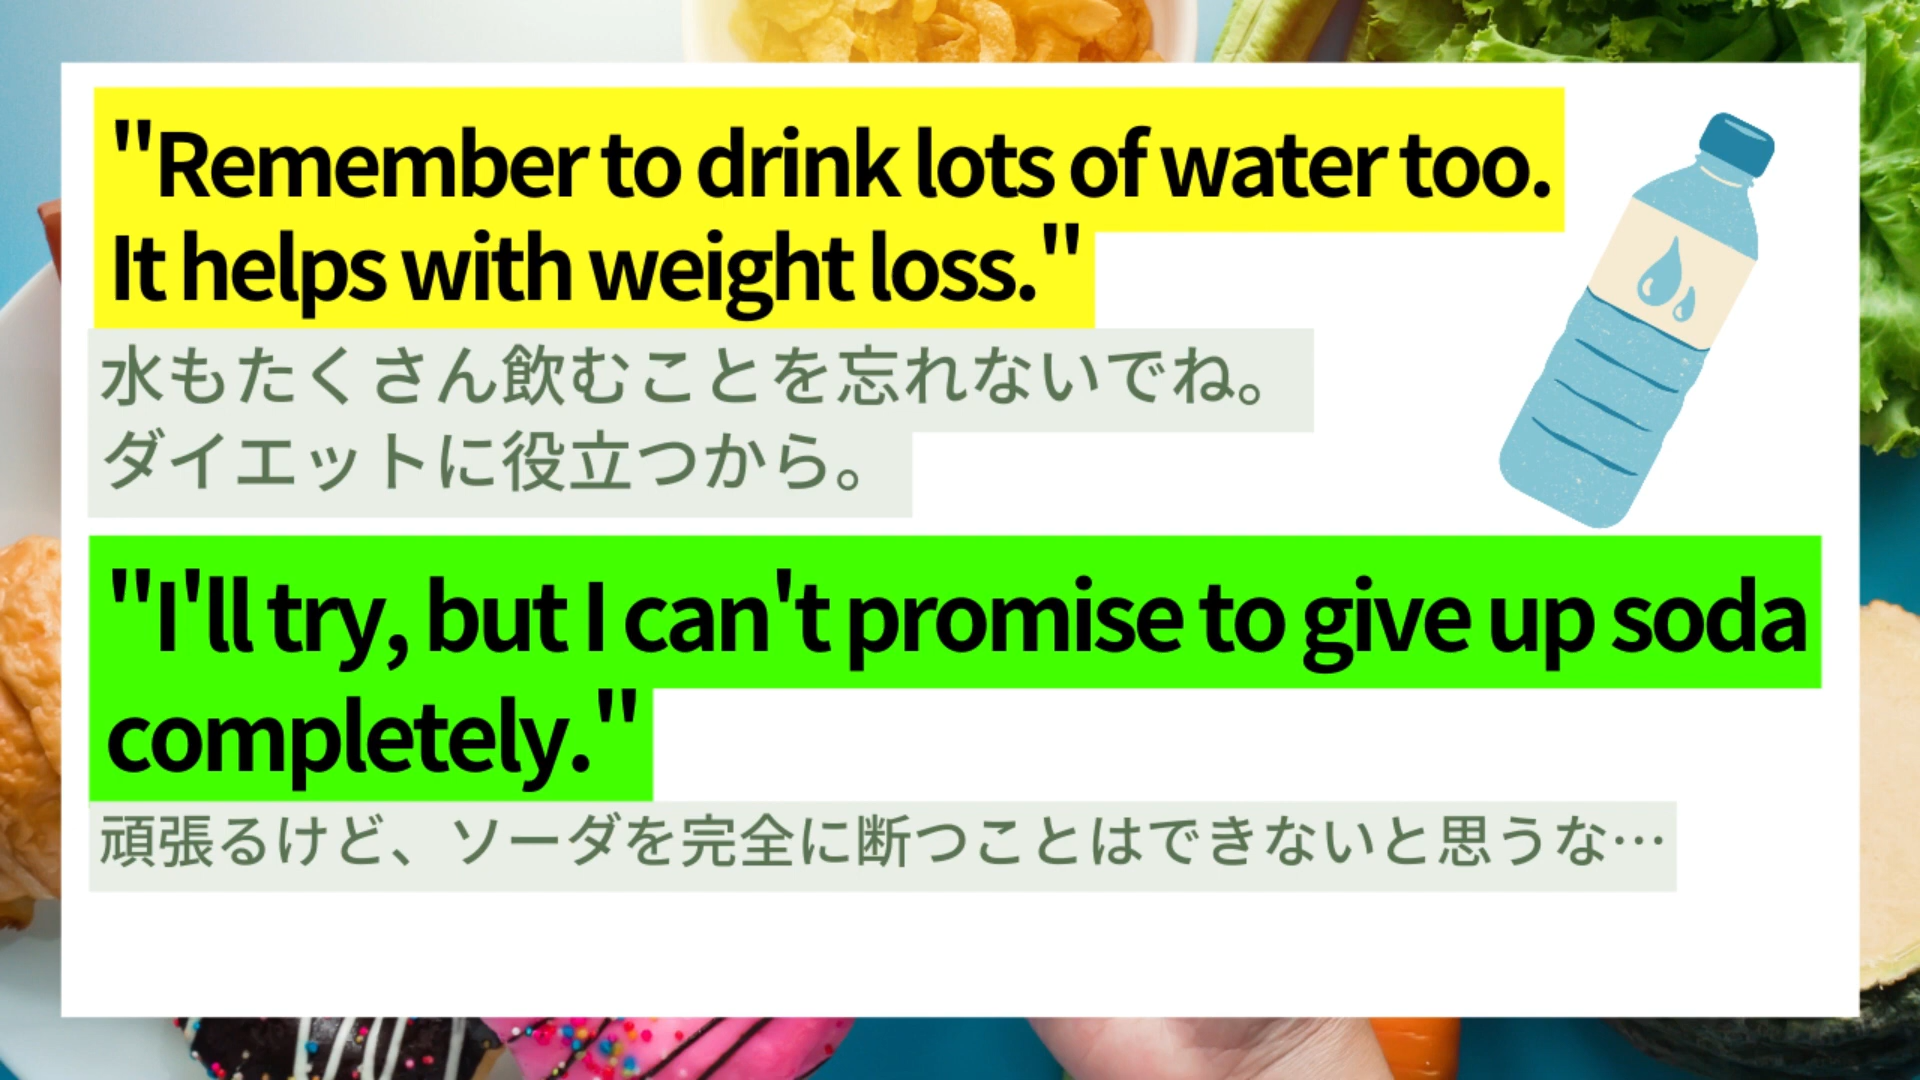 "Remember to drink lots of water too.
It helps with weight loss."
水もたくさん飲むことを忘れないでね。
ダイエットに役立つから。
"I'll try, but I can't promise to give up soda
completely."
頑張るけど、ソーダを完全に断つことはできないと思うな…